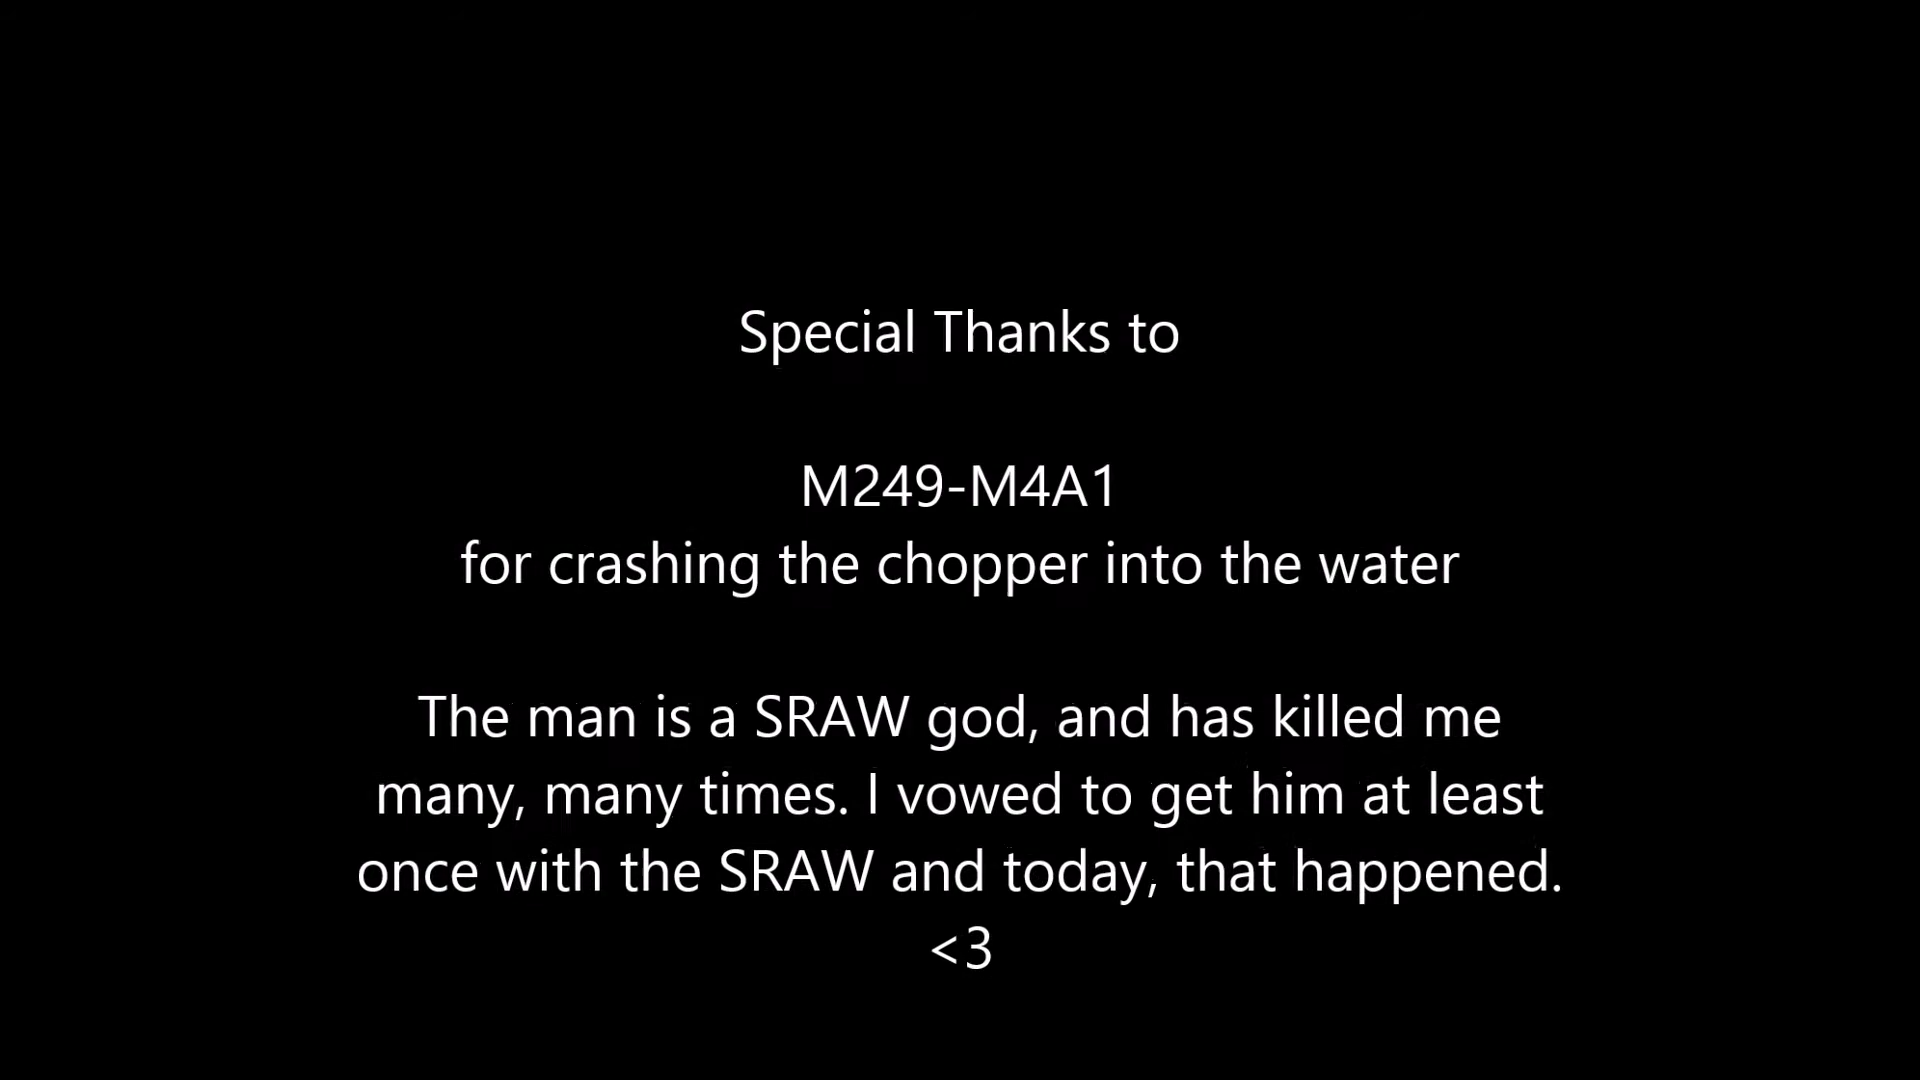 Special Thanks to
M249-M4A1
for crashing the chopper into the water
The man is a SRAW god, and has killed me
many, many times. I vowed to get him at least
once with the SRAW and today, that happened.
<3